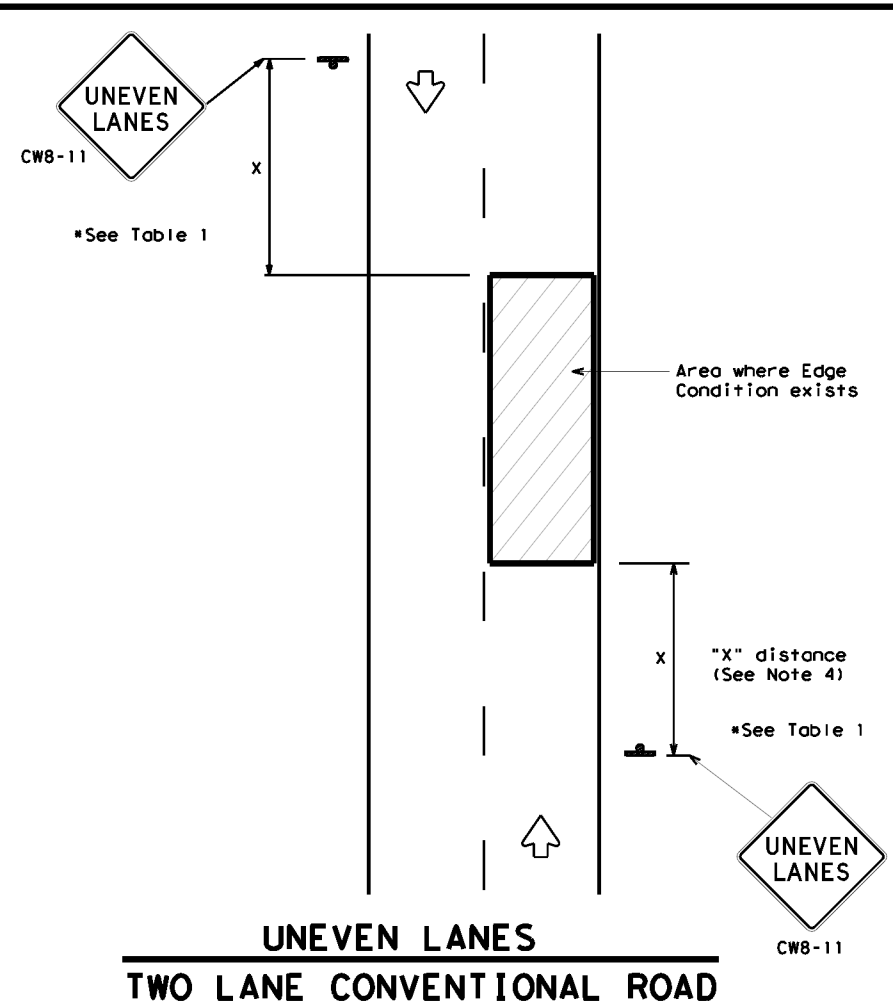 UNEVEN
LANES
CW8-11
X
*See Table 1
Area where Edge
Condition exists
X
"X" distance
(See Note 4)
*See Table 1
UNEVEN
LANES
CW8-11
UNEVEN LANES
TWO LANE CONVENTIONAL ROAD